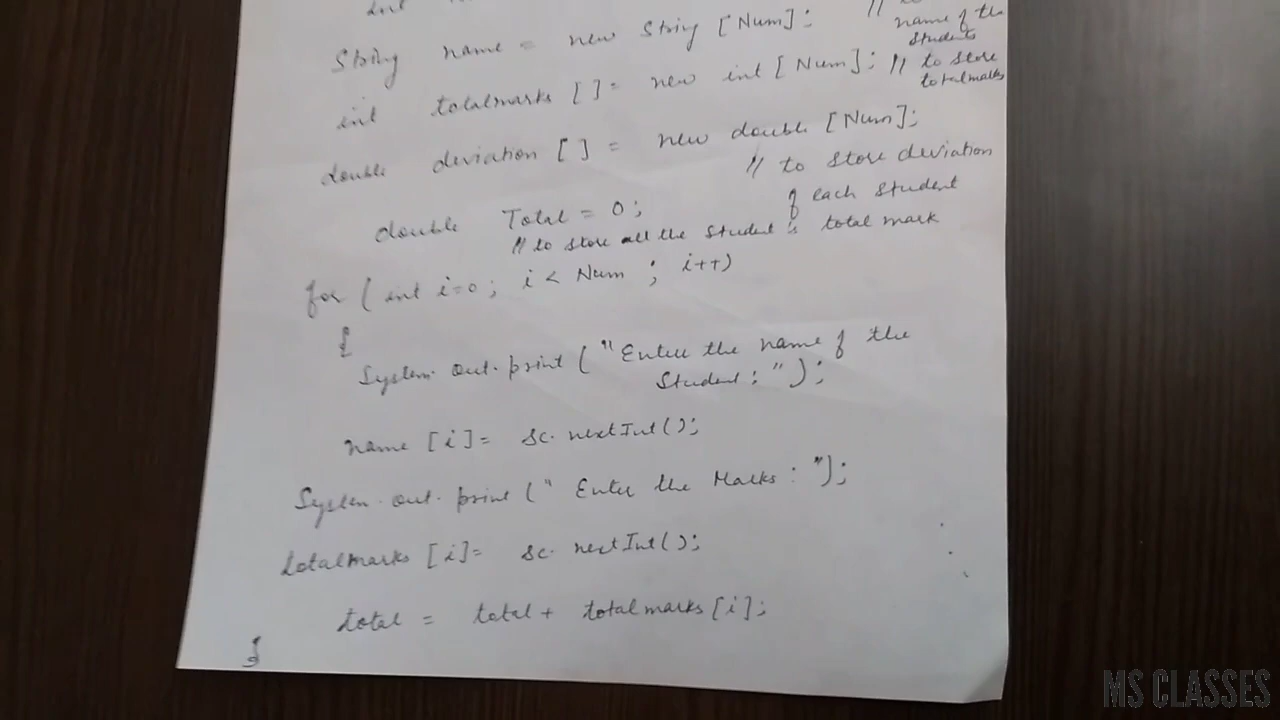 int
String name = new String [Num]; // to
name of the
students
int totalmarks [ ] = new int [Num]; // to store
totalmarks
double deviation [ ] = new double [Num];
// to store deviation
of each student
double Total = 0;
// to store all the student's total mark
for ( int i=0; i < Num ; i++)
{
System.out.print ( "Enter the name of the
Student: ");
name [i]= sc.nextInt();
System.out.print (" Enter the Marks : ");
totalmarks [i]= sc.nextInt();
total = total + totalmarks [i];
}
MS CLASSES